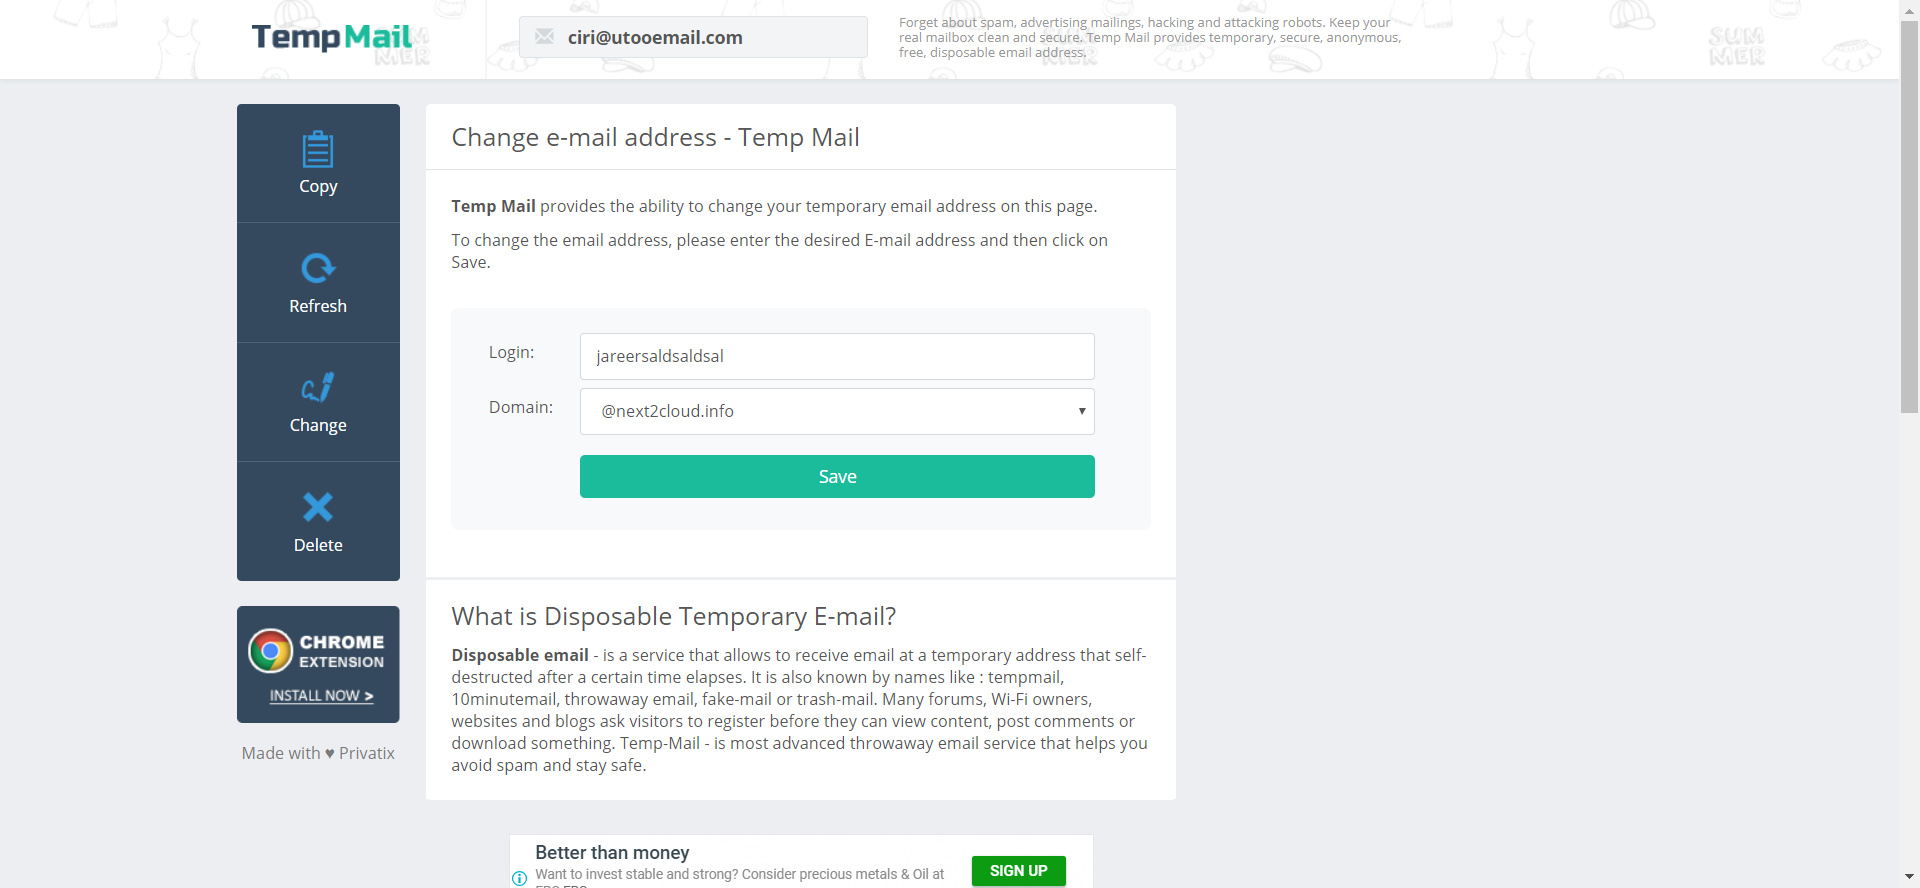 TempMail
ciri@utooemail.com
Forget about spam, advertising mailings, hacking and attacking robots. Keep your
real mailbox clean and secure. Temp Mail provides temporary, secure, anonymous,
free, disposable email address.
SUMMER
SUMMER
SUMMER
Copy
Refresh
Change
Delete
CHROME
EXTENSION
INSTALL NOW >
Made with ♥ Privatix
Change e-mail address - Temp Mail
Temp Mail provides the ability to change your temporary email address on this page.
To change the email address, please enter the desired E-mail address and then click on
Save.
Login:
jareersaldsaldsal
Domain:
@next2cloud.info
Save
What is Disposable Temporary E-mail?
Disposable email - is a service that allows to receive email at a temporary address that self-
destructed after a certain time elapses. It is also known by names like : tempmail,
10minutemail, throwaway email, fake-mail or trash-mail. Many forums, Wi-Fi owners,
websites and blogs ask visitors to register before they can view content, post comments or
download something. Temp-Mail - is most advanced throwaway email service that helps you
avoid spam and stay safe.
Better than money
Want to invest stable and strong? Consider precious metals & Oil at
SIGN UP